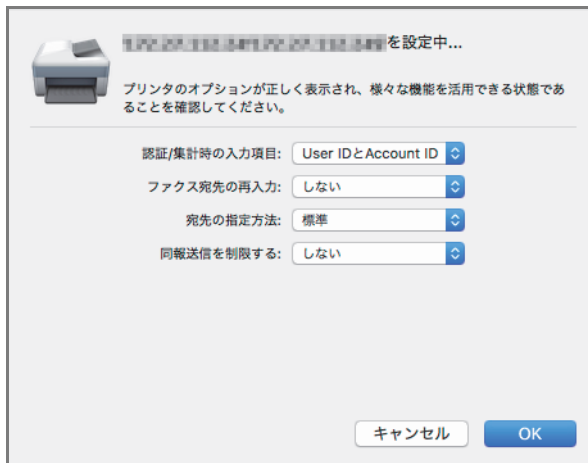 を設定中...
プリンタのオプションが正しく表示され、様々な機能を活用できる状態であ
ることを確認してください。
認証/集計時の入力項目: User IDとAccount ID
ファクス宛先の再入力: しない
宛先の指定方法: 標準
同報送信を制限する: しない
キャンセル OK